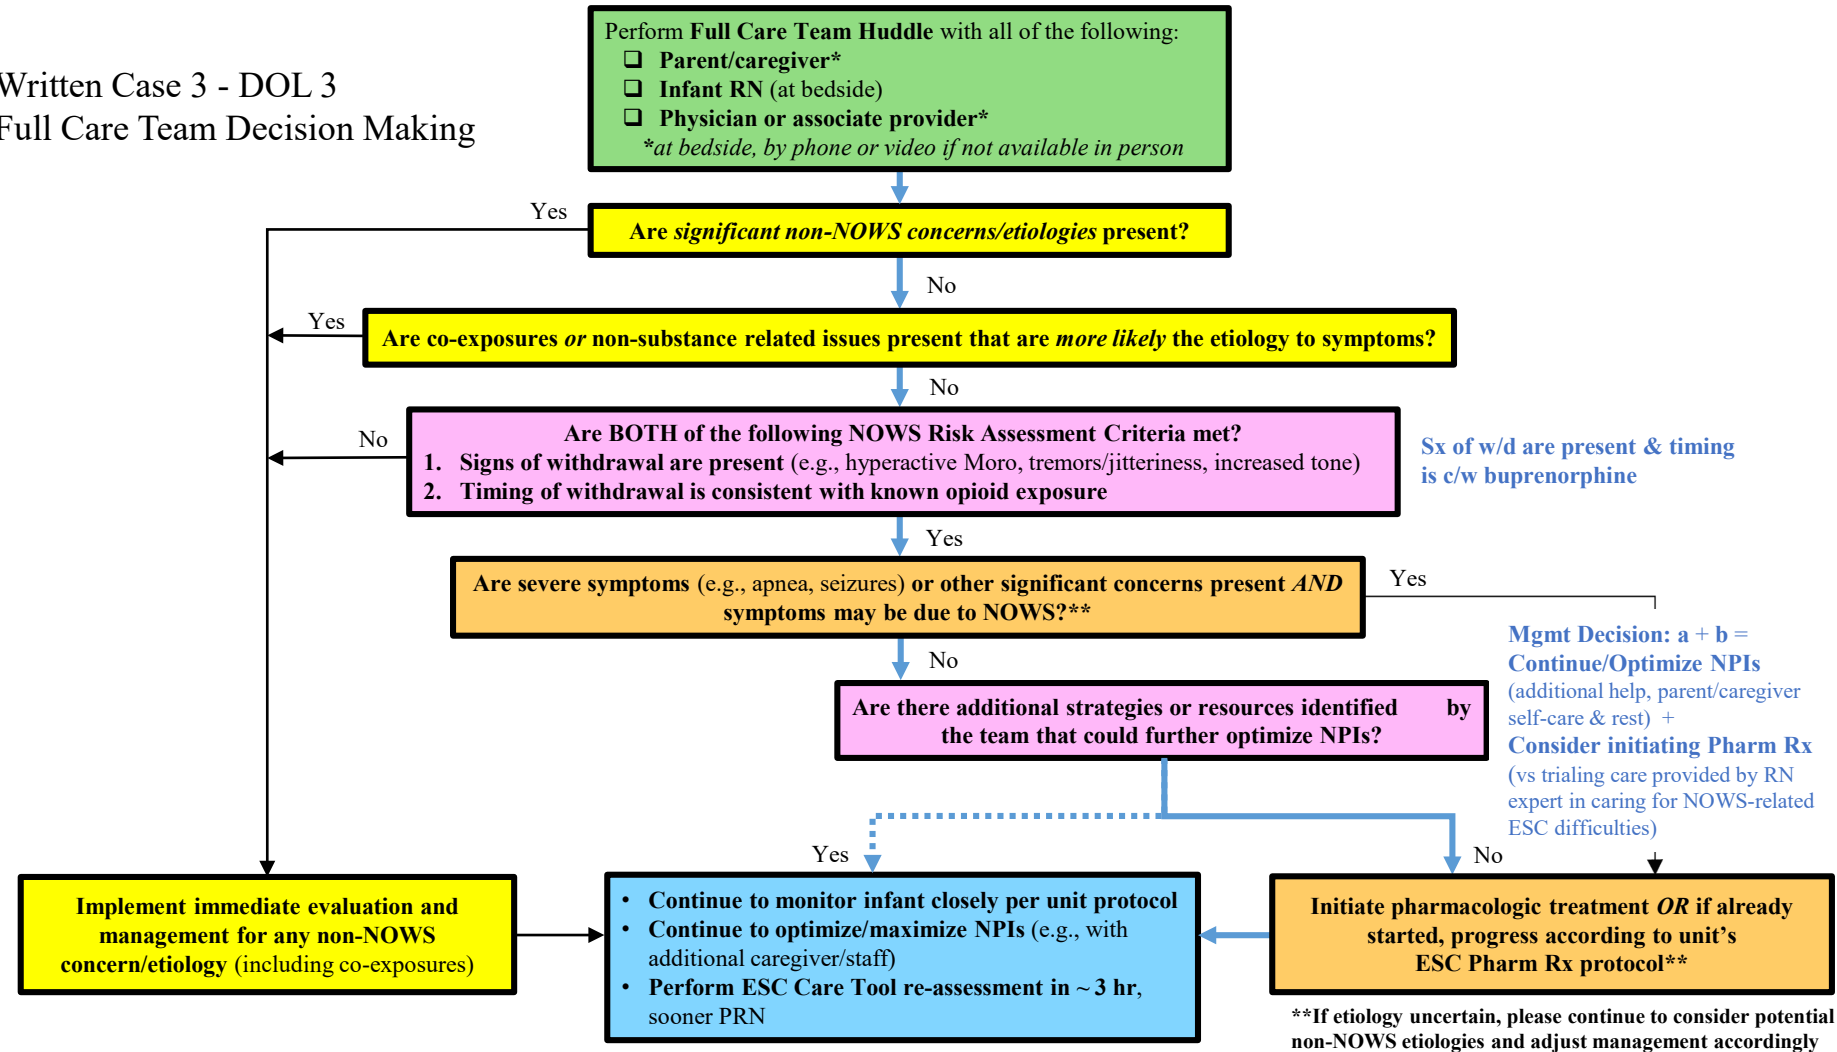 Written Case 3 - DOL 3
Full Care Team Decision Making
Perform Full Care Team Huddle with all of the following:
❑ Parent/caregiver*
❑ Infant RN (at bedside)
❑ Physician or associate provider*
*at bedside, by phone or video if not available in person
Yes
Are significant non-NOWS concerns/etiologies present?
No
Yes
Are co-exposures or non-substance related issues present that are more likely the etiology to symptoms?
No
No
Are BOTH of the following NOWS Risk Assessment Criteria met?
1. Signs of withdrawal are present (e.g., hyperactive Moro, tremors/jitteriness, increased tone)
2. Timing of withdrawal is consistent with known opioid exposure
Sx of w/d are present & timing
is c/w buprenorphine
Yes
Are severe symptoms (e.g., apnea, seizures) or other significant concerns present AND
symptoms may be due to NOWS?**
Yes
No
Mgmt Decision: a + b =
Continue/Optimize NPIs
(additional help, parent/caregiver
self-care & rest) +
Consider initiating Pharm Rx
(vs trialing care provided by RN
expert in caring for NOWS-related
ESC difficulties)
Are there additional strategies or resources identified by
the team that could further optimize NPIs?
Yes
No
Implement immediate evaluation and
management for any non-NOWS
concern/etiology (including co-exposures)
• Continue to monitor infant closely per unit protocol
• Continue to optimize/maximize NPIs (e.g., with
additional caregiver/staff)
• Perform ESC Care Tool re-assessment in ~ 3 hr,
sooner PRN
Initiate pharmacologic treatment OR if already
started, progress according to unit's
ESC Pharm Rx protocol**
**If etiology uncertain, please continue to consider potential
non-NOWS etiologies and adjust management accordingly